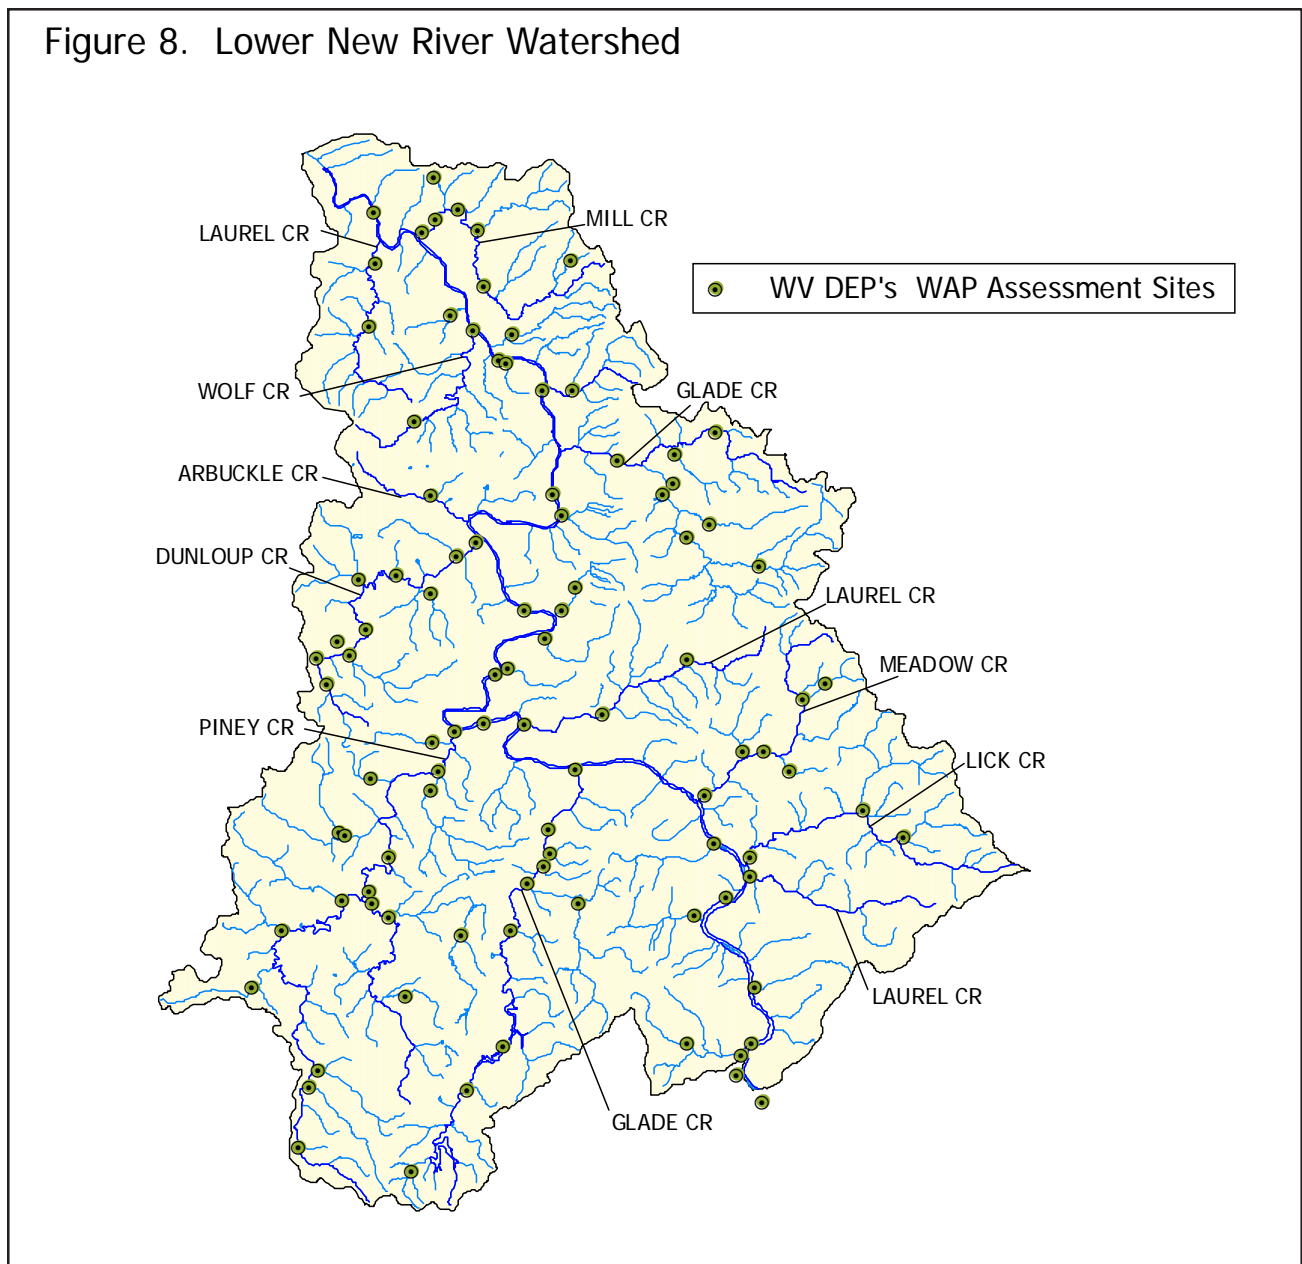 Figure 8. Lower New River Watershed
LAUREL CR
MILL CR
WV DEP's WAP Assessment Sites
WOLF CR
GLADE CR
ARBUCKLE CR
DUNLOUP CR
LAUREL CR
MEADOW CR
PINEY CR
LICK CR
LAUREL CR
GLADE CR